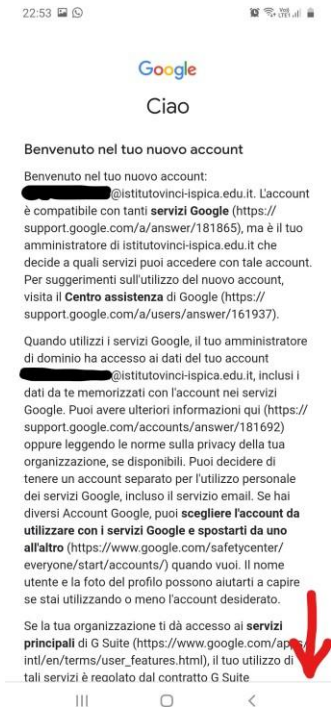 22:53
Google
Ciao
Benvenuto nel tuo nuovo account
Benvenuto nel tuo nuovo account:
@istitutovinci-ispica.edu.it. L'account
è compatibile con tanti servizi Google (https://
support.google.com/a/answer/181865), ma è il tuo
amministratore di istitutovinci-ispica.edu.it che
decide a quali servizi puoi accedere con tale account.
Per suggerimenti sull'utilizzo del nuovo account,
visita il Centro assistenza di Google (https://
support.google.com/a/users/answer/161937).
Quando utilizzi i servizi Google, il tuo amministratore
di dominio ha accesso ai dati del tuo account
@istitutovinci-ispica.edu.it, inclusi i
dati da te memorizzati con l'account nei servizi
Google. Puoi avere ulteriori informazioni qui (https://
support.google.com/accounts/answer/181692)
oppure leggendo le norme sulla privacy della tua
organizzazione, se disponibili. Puoi decidere di
tenere un account separato per l'utilizzo personale
dei servizi Google, incluso il servizio email. Se hai
diversi Account Google, puoi scegliere l'account da
utilizzare con i servizi Google e spostarti da uno
all'altro (https://www.google.com/safetycenter/
everyone/start/accounts/) quando vuoi. Il nome
utente e la foto del profilo possono aiutarti a capire
se stai utilizzando o meno l'account desiderato.
Se la tua organizzazione ti dà accesso ai servizi
principali di G Suite (https://www.google.com/apps/
intl/en/terms/user_features.html), il tuo utilizzo di
tali servizi è regolato dal contratto G Suite